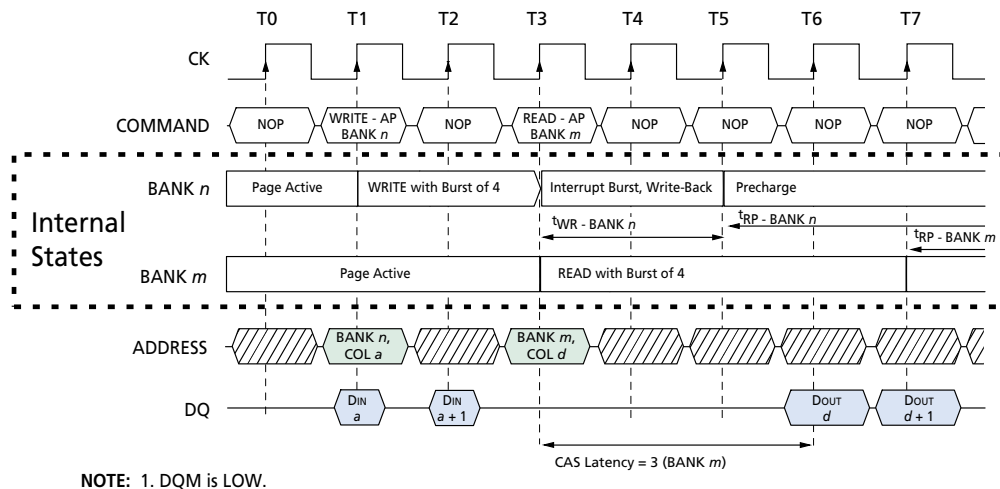 T0 T1 T2 T3 T4 T5 T6 T7
CK
COMMAND NOP WRITE - AP BANK n NOP READ - AP BANK m NOP NOP NOP NOP
Internal States
BANK n Page Active WRITE with Burst of 4 Interrupt Burst, Write-Back Precharge
tWR - BANK n tRP - BANK n
tRP - BANK m
BANK m Page Active READ with Burst of 4
ADDRESS BANK n, COL a BANK m, COL d
DQ DIN a DIN a + 1 DOUT d DOUT d + 1
CAS Latency = 3 (BANK m)
NOTE: 1. DQM is LOW.